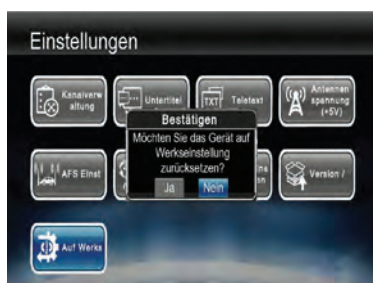 Einstellungen
Kanalverw
altung
Untertitel
Teletext
TXT
Antennen
spannung
(+5V)
Bestätigen
Möchten Sie das Gerät auf
Werkseinstellung
zurücksetzen?
Ja
Nein
AFS Einst
Version /
Auf Werks